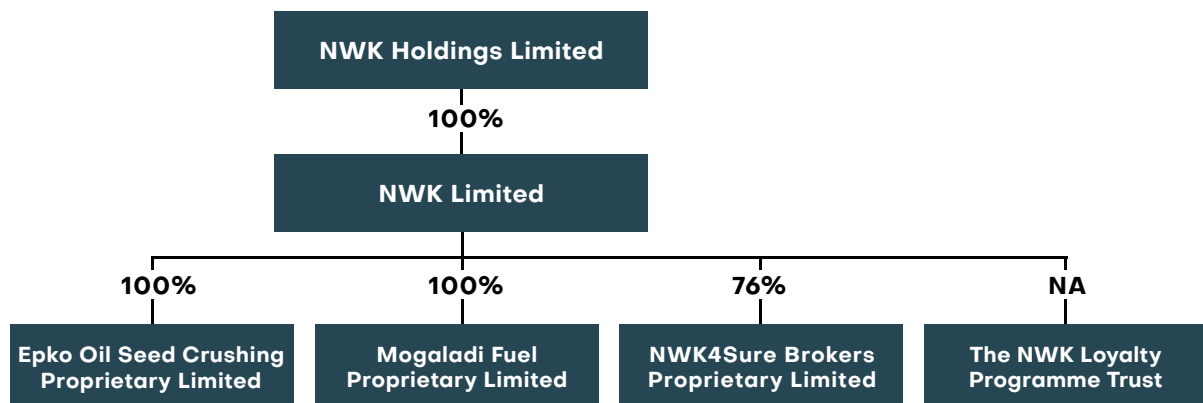 NWK Holdings Limited
100%
NWK Limited
100%
100%
76%
NA
Epko Oil Seed Crushing
Proprietary Limited
Mogaladi Fuel
Proprietary Limited
NWK4Sure Brokers
Proprietary Limited
The NWK Loyalty
Programme Trust